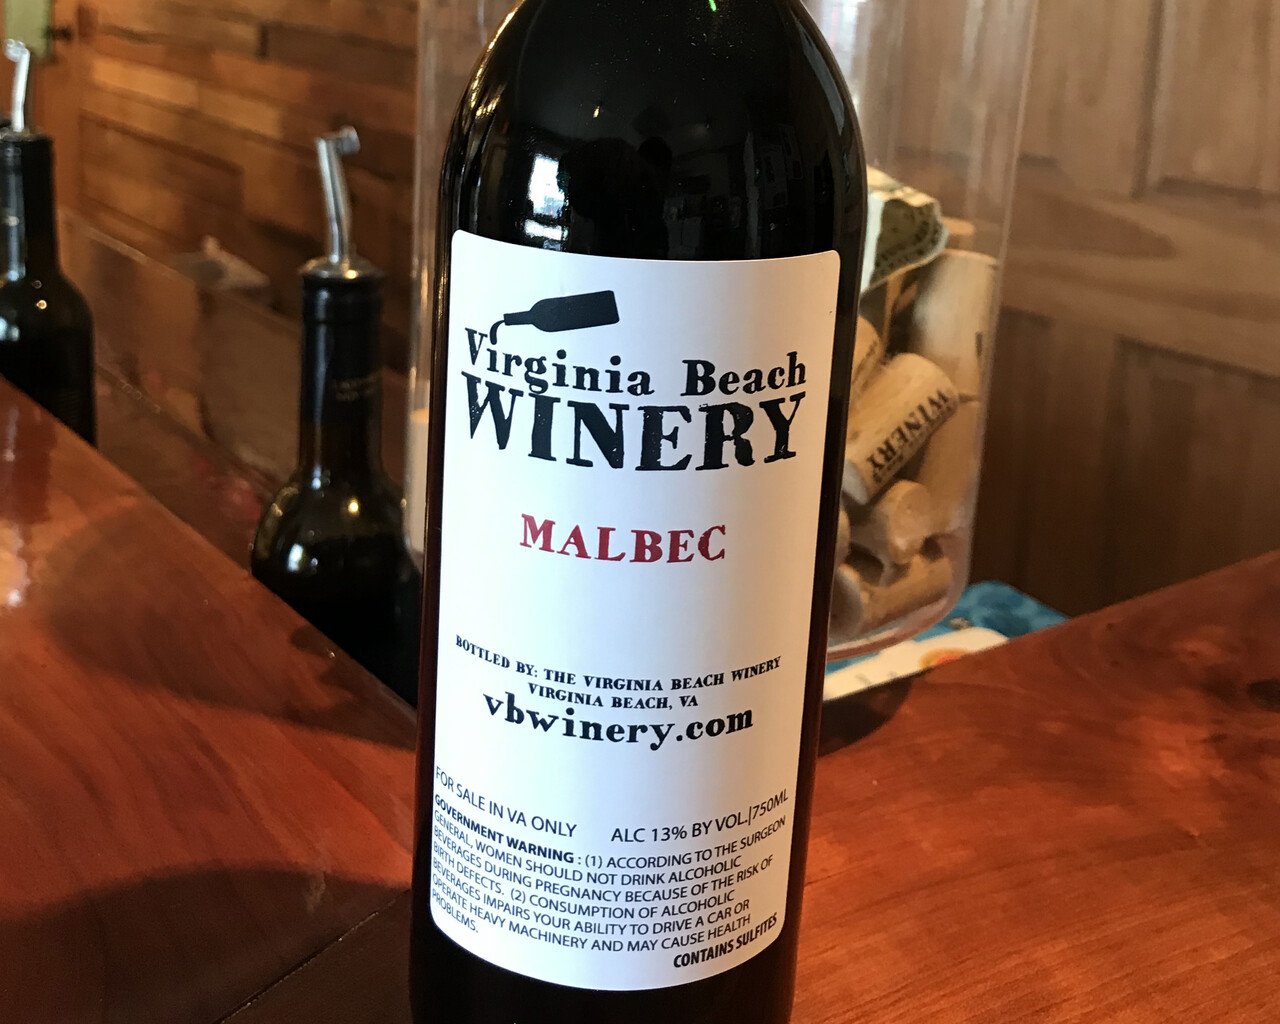 Virginia Beach
WINERY
MALBEC
BOTTLED BY: THE VIRGINIA BEACH WINERY
VIRGINIA BEACH, VA
vbwinery.com
FOR SALE IN VA ONLY ALC 13% BY VOL.|750ML
GOVERNMENT WARNING : (1) ACCORDING TO THE SURGEON
GENERAL, WOMEN SHOULD NOT DRINK ALCOHOLIC
BEVERAGES DURING PREGNANCY BECAUSE OF THE RISK OF
BIRTH DEFECTS. (2) CONSUMPTION OF ALCOHOLIC
BEVERAGES IMPAIRS YOUR ABILITY TO DRIVE A CAR OR
OPERATE HEAVY MACHINERY AND MAY CAUSE HEALTH
PROBLEMS.
CONTAINS SULFITES
WINERY
WINERY